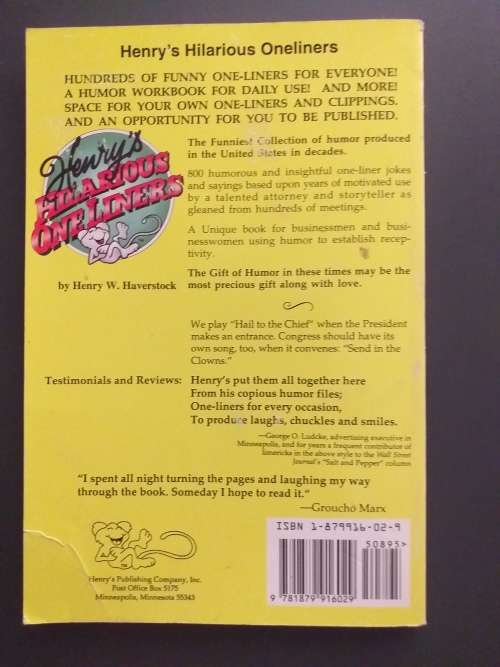 Henry's Hilarious Oneliners
HUNDREDS OF FUNNY ONE-LINERS FOR EVERYONE!
A HUMOR WORKBOOK FOR DAILY USE! AND MORE!
SPACE FOR YOUR OWN ONE-LINERS AND CLIPPINGS.
AND AN OPPORTUNITY FOR YOU TO BE PUBLISHED.
Henry's
HILARIOUS
ONE LINERS
by Henry W. Haverstock
The Funniest Collection of humor produced
in the United States in decades.
800 humorous and insightful one-liner jokes
and sayings based upon years of motivated use
by a talented attorney and storyteller as
gleaned from hundreds of meetings.
A Unique book for businessmen and busi-
nesswomen using humor to establish recep-
tivity.
The Gift of Humor in these times may be the
most precious gift along with love.
We play "Hail to the Chief" when the President
makes an entrance. Congress should have its
own song, too, when it convenes: "Send in the
Clowns."
Testimonials and Reviews: Henry's put them all together here
From his copious humor files;
One-liners for every occasion,
To produce laughs, chuckles and smiles.
—George O. Ludcke, advertising executive in
Minneapolis, and for years a frequent contributor of
limericks in the above style to the Wall Street
Journal's "Salt and Pepper" column
"I spent all night turning the pages and laughing my way
through the book. Someday I hope to read it."
—Groucho Marx
ISBN 1-879916-02-9
50895>
9 781879 916029
Henry's Publishing Company, Inc.
Post Office Box 5175
Minneapolis, Minnesota 55343